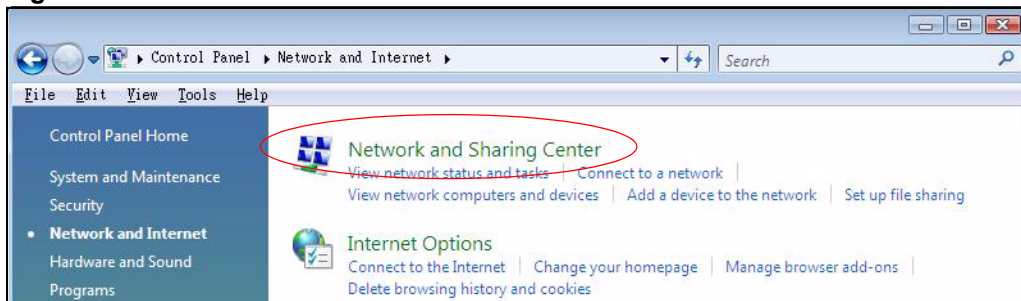 Control Panel Network and Internet Search
File Edit View Tools Help
Control Panel Home
System and Maintenance
Security
Network and Internet
Hardware and Sound
Programs
Network and Sharing Center
View network status and tasks Connect to a network
View network computers and devices Add a device to the network Set up file sharing
Internet Options
Connect to the Internet Change your homepage Manage browser add-ons
Delete browsing history and cookies